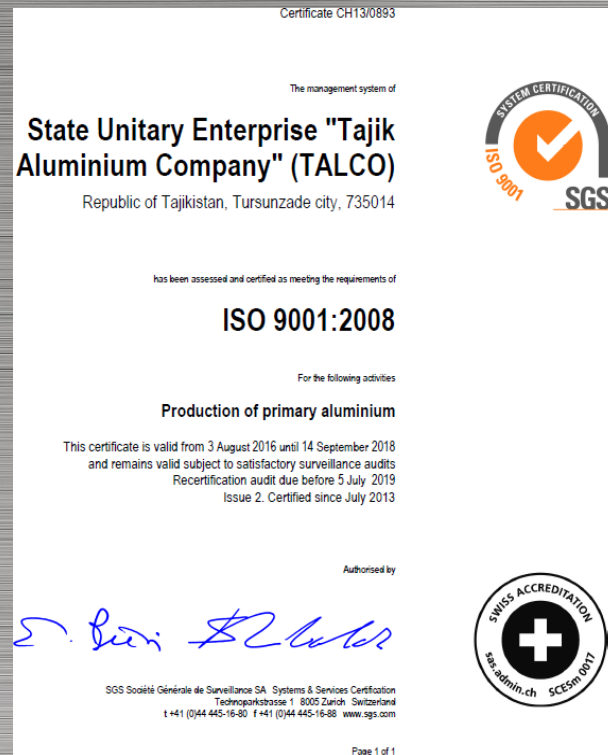 Certificate CH13/0893
The management system of
State Unitary Enterprise "Tajik
Aluminium Company" (TALCO)
Republic of Tajikistan, Tursunzade city, 735014
SYSTEM CERTIFICATION
ISO 9001
SGS
has been assessed and certified as meeting the requirements of
ISO 9001:2008
For the following activities
Production of primary aluminium
This certificate is valid from 3 August 2016 until 14 September 2018
and remains valid subject to satisfactory surveillance audits
Recertification audit due before 5 July 2019
Issue 2. Certified since July 2013
Authorised by
SWISS ACCREDITATION
sas.admin.ch SCESm 0017
SGS Société Générale de Surveillance SA Systems & Services Certification
Technoparkstrasse 1 8005 Zurich Switzerland
t +41 (0)44 445-16-80 f +41 (0)44 445-16-88 www.sgs.com
Page 1 of 1